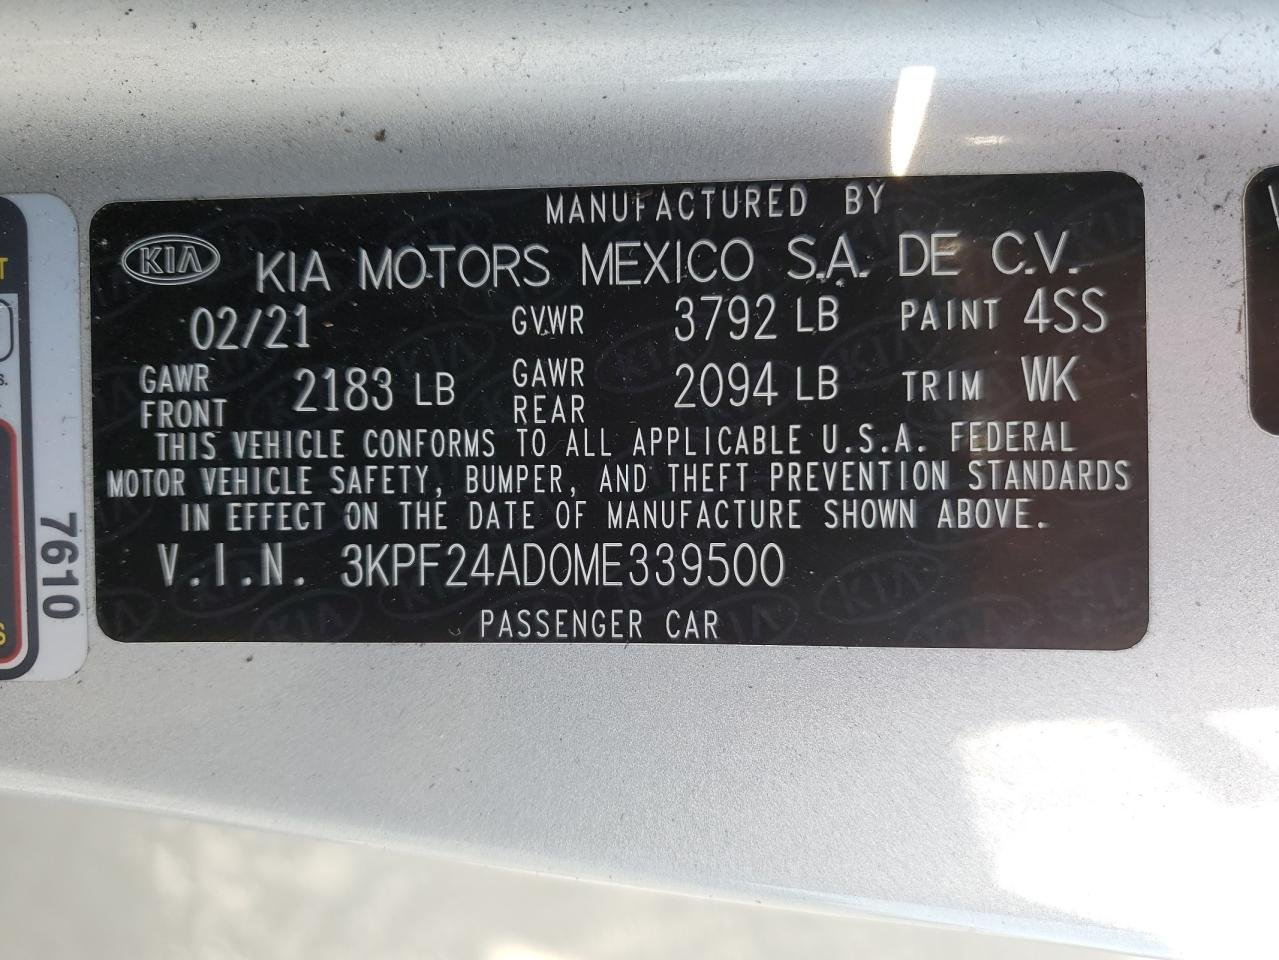 MANUFACTURED BY
KIA KIA MOTORS MEXICO S.A. DE C.V.
02/21 GVWR 3792 LB PAINT 4SS
GAWR FRONT 2183 LB GAWR REAR 2094 LB TRIM WK
THIS VEHICLE CONFORMS TO ALL APPLICABLE U.S.A. FEDERAL
MOTOR VEHICLE SAFETY, BUMPER, AND THEFT PREVENTION STANDARDS
IN EFFECT ON THE DATE OF MANUFACTURE SHOWN ABOVE.
V.I.N. 3KPF24AD0ME339500
PASSENGER CAR
7610